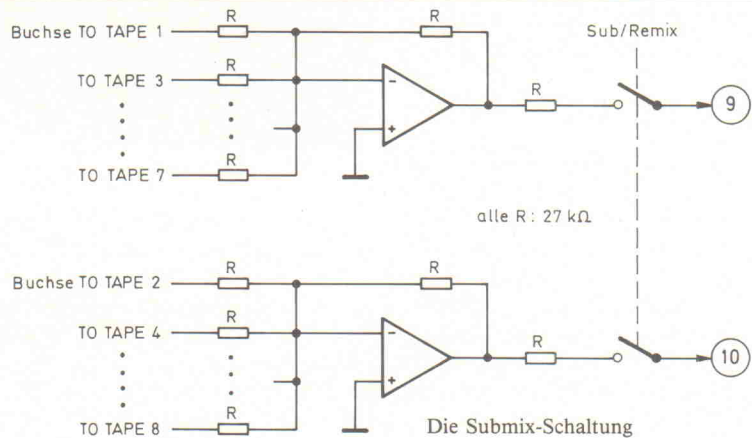 R R
Buchse TO TAPE 1
Sub/Remix
R
TO TAPE 3
-
R
9
R
+
TO TAPE 7
alle R : 27 kΩ
R R
Buchse TO TAPE 2
R
TO TAPE 4
-
R
10
R
+
TO TAPE 8
Die Submix-Schaltung